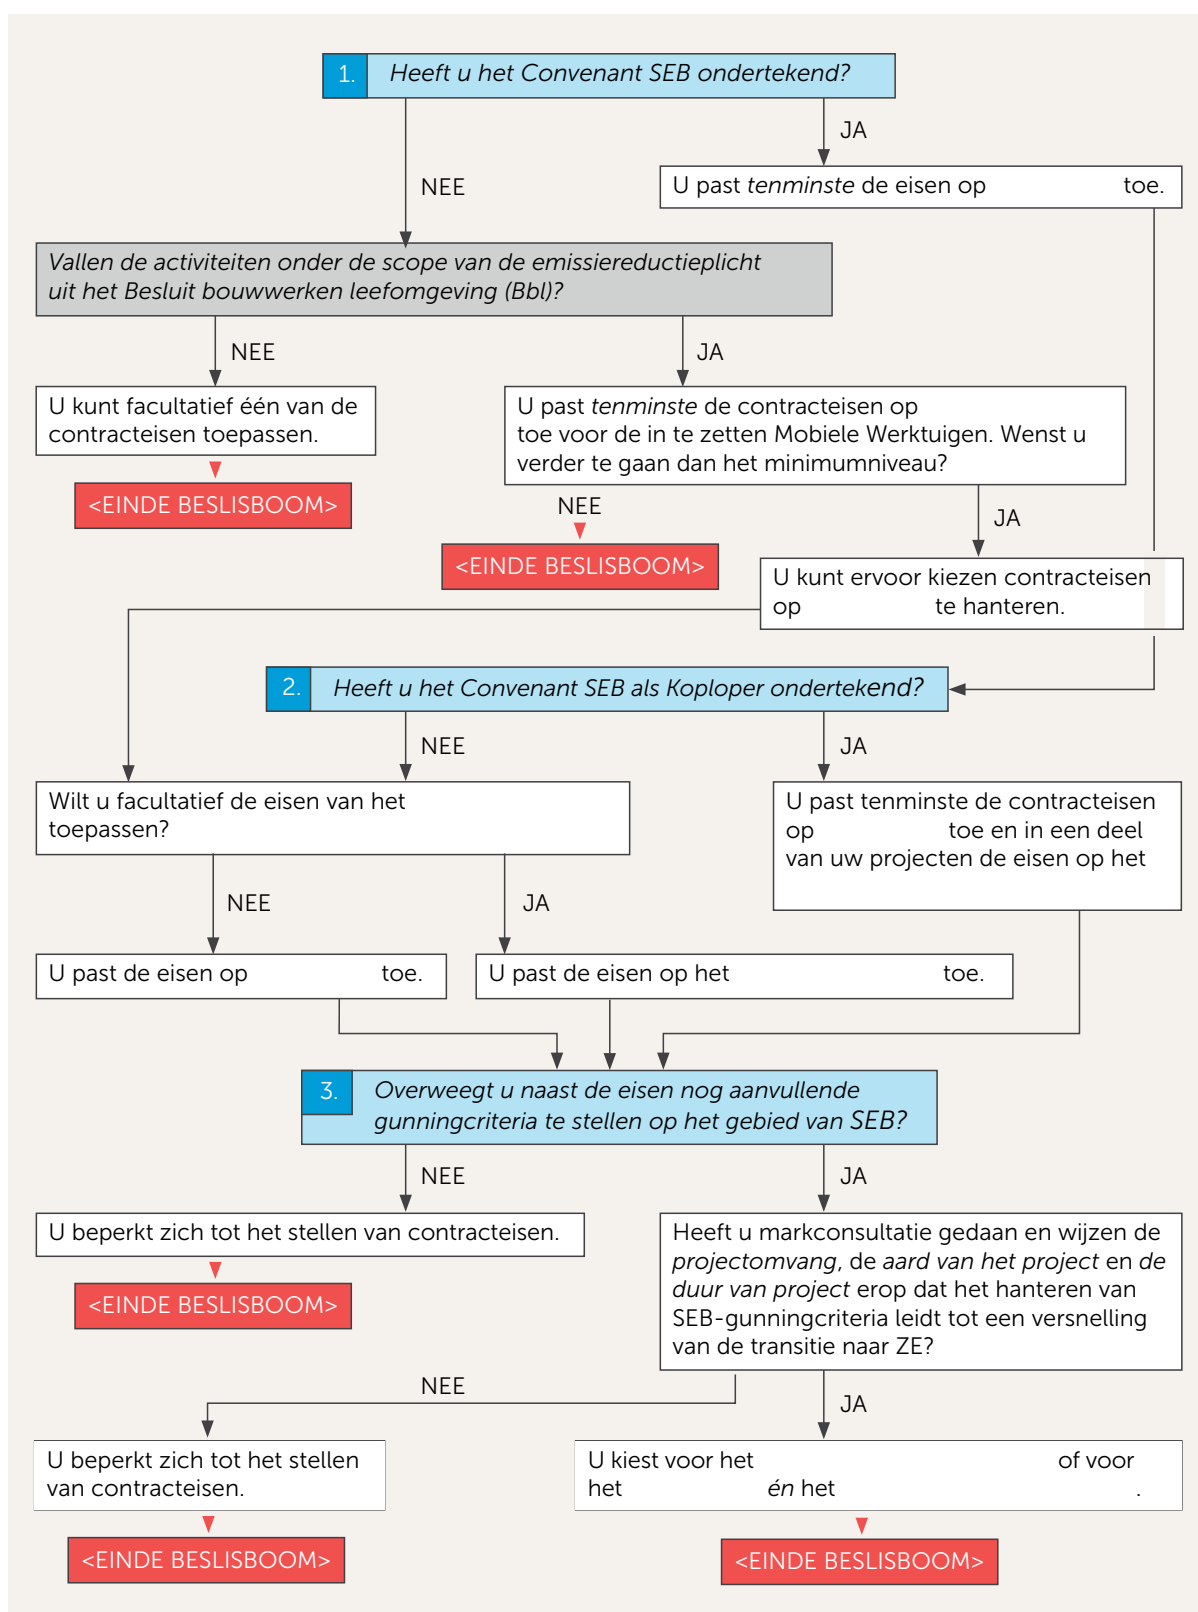 1. Heeft u het Convenant SEB ondertekend?
JA
NEE
U past tenminste de eisen op toe.
Vallen de activiteiten onder de scope van de emissiereductieplicht
uit het Besluit bouwwerken leefomgeving (Bbl)?
NEE
JA
U kunt facultatief één van de
contracteisen toepassen.
<EINDE BESLISBOOM>
U past tenminste de contracteisen op
toe voor de in te zetten Mobiele Werktuigen. Wenst u
verder te gaan dan het minimumniveau?
NEE
<EINDE BESLISBOOM>
JA
U kunt ervoor kiezen contracteisen
op te hanteren.
2. Heeft u het Convenant SEB als Koploper ondertekend?
NEE
JA
Wilt u facultatief de eisen van het
toepassen?
U past tenminste de contracteisen
op toe en in een deel
van uw projecten de eisen op het
NEE
JA
U past de eisen op toe.
U past de eisen op het toe.
3. Overweegt u naast de eisen nog aanvullende
gunningcriteria te stellen op het gebied van SEB?
NEE
JA
U beperkt zich tot het stellen van contracteisen.
<EINDE BESLISBOOM>
Heeft u markconsultatie gedaan en wijzen de
projectomvang, de aard van het project en de
duur van project erop dat het hanteren van
SEB-gunningcriteria leidt tot een versnelling
van de transitie naar ZE?
NEE
JA
U beperkt zich tot het stellen
van contracteisen.
<EINDE BESLISBOOM>
U kiest voor het of voor
het én het .
<EINDE BESLISBOOM>